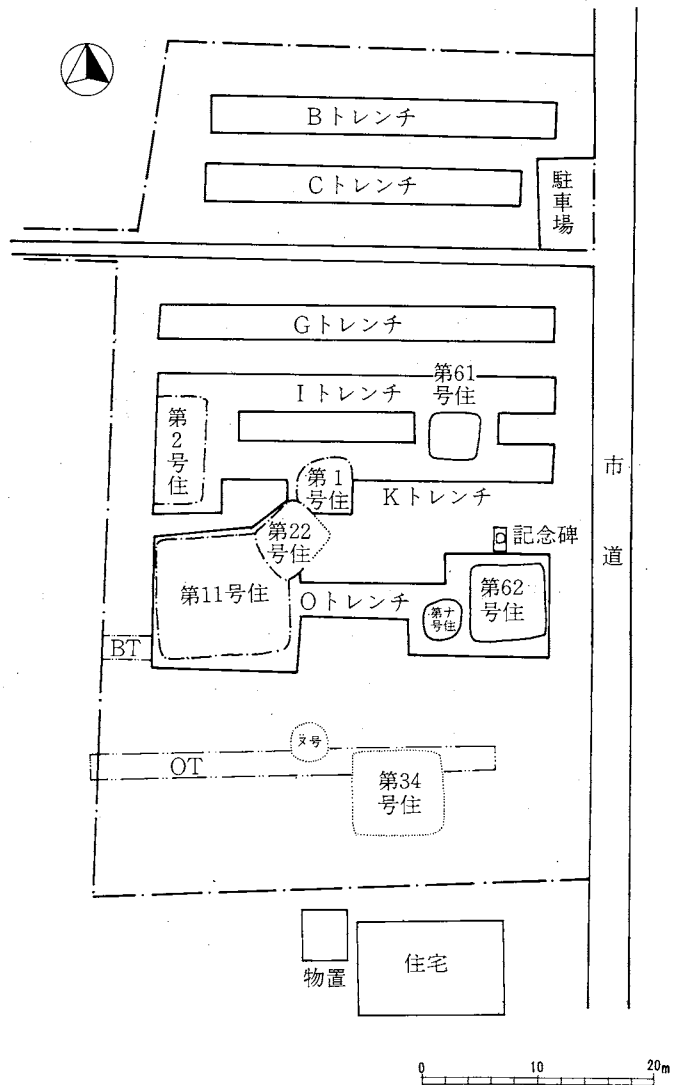 Bトレンチ
Cトレンチ
駐車場
Gトレンチ
第61
号住
Iトレンチ
第2号住
第1
号住
Kトレンチ
市道
第22
号住
記念碑
第11号住
Oトレンチ
第ナ
号住
第62
号住
BT
ヌ号
OT
第34
号住
物置
住宅
0 10 20m